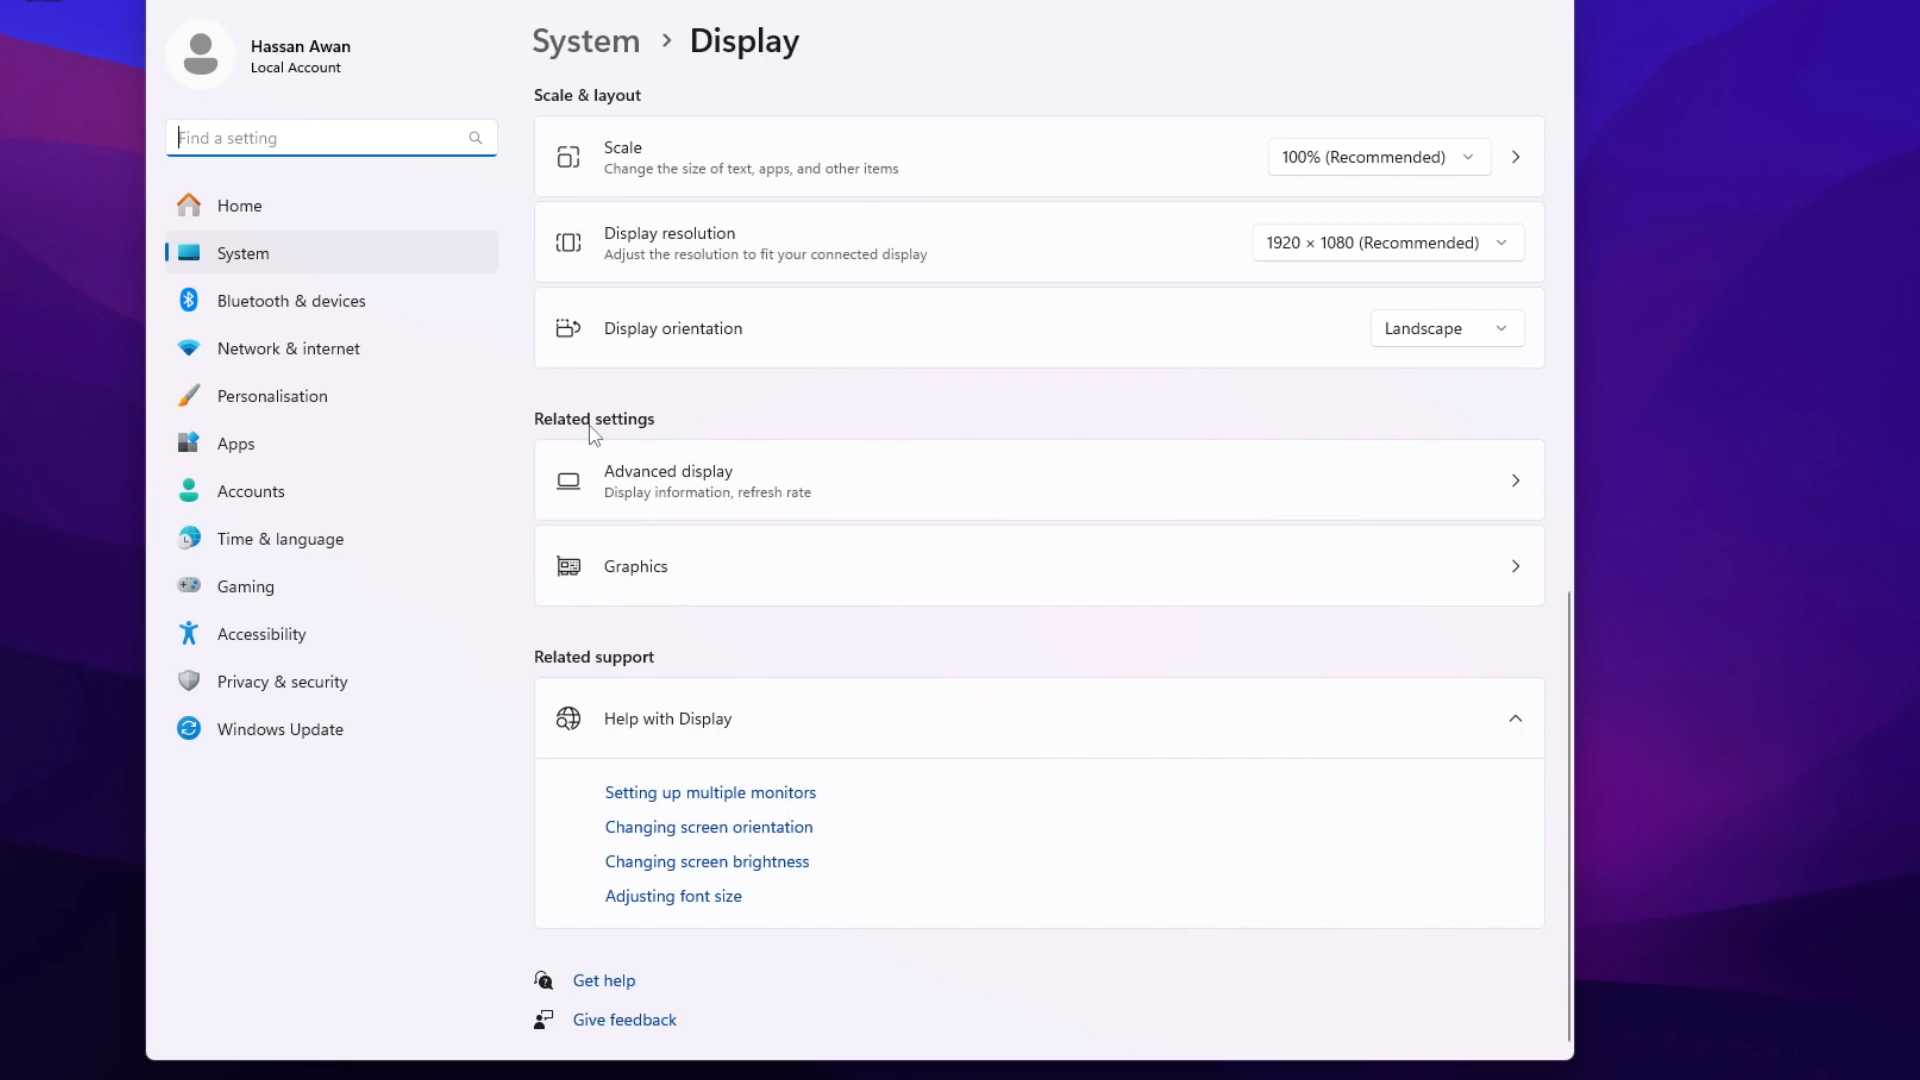 Hassan Awan
Local Account
Find a setting
Home
System
Bluetooth & devices
Network & internet
Personalisation
Apps
Accounts
Time & language
Gaming
Accessibility
Privacy & security
Windows Update
System > Display
Scale & layout
Scale
Change the size of text, apps, and other items
100% (Recommended)
Display resolution
Adjust the resolution to fit your connected display
1920 × 1080 (Recommended)
Display orientation
Landscape
Related settings
Advanced display
Display information, refresh rate
Graphics
Related support
Help with Display
Setting up multiple monitors
Changing screen orientation
Changing screen brightness
Adjusting font size
Get help
Give feedback